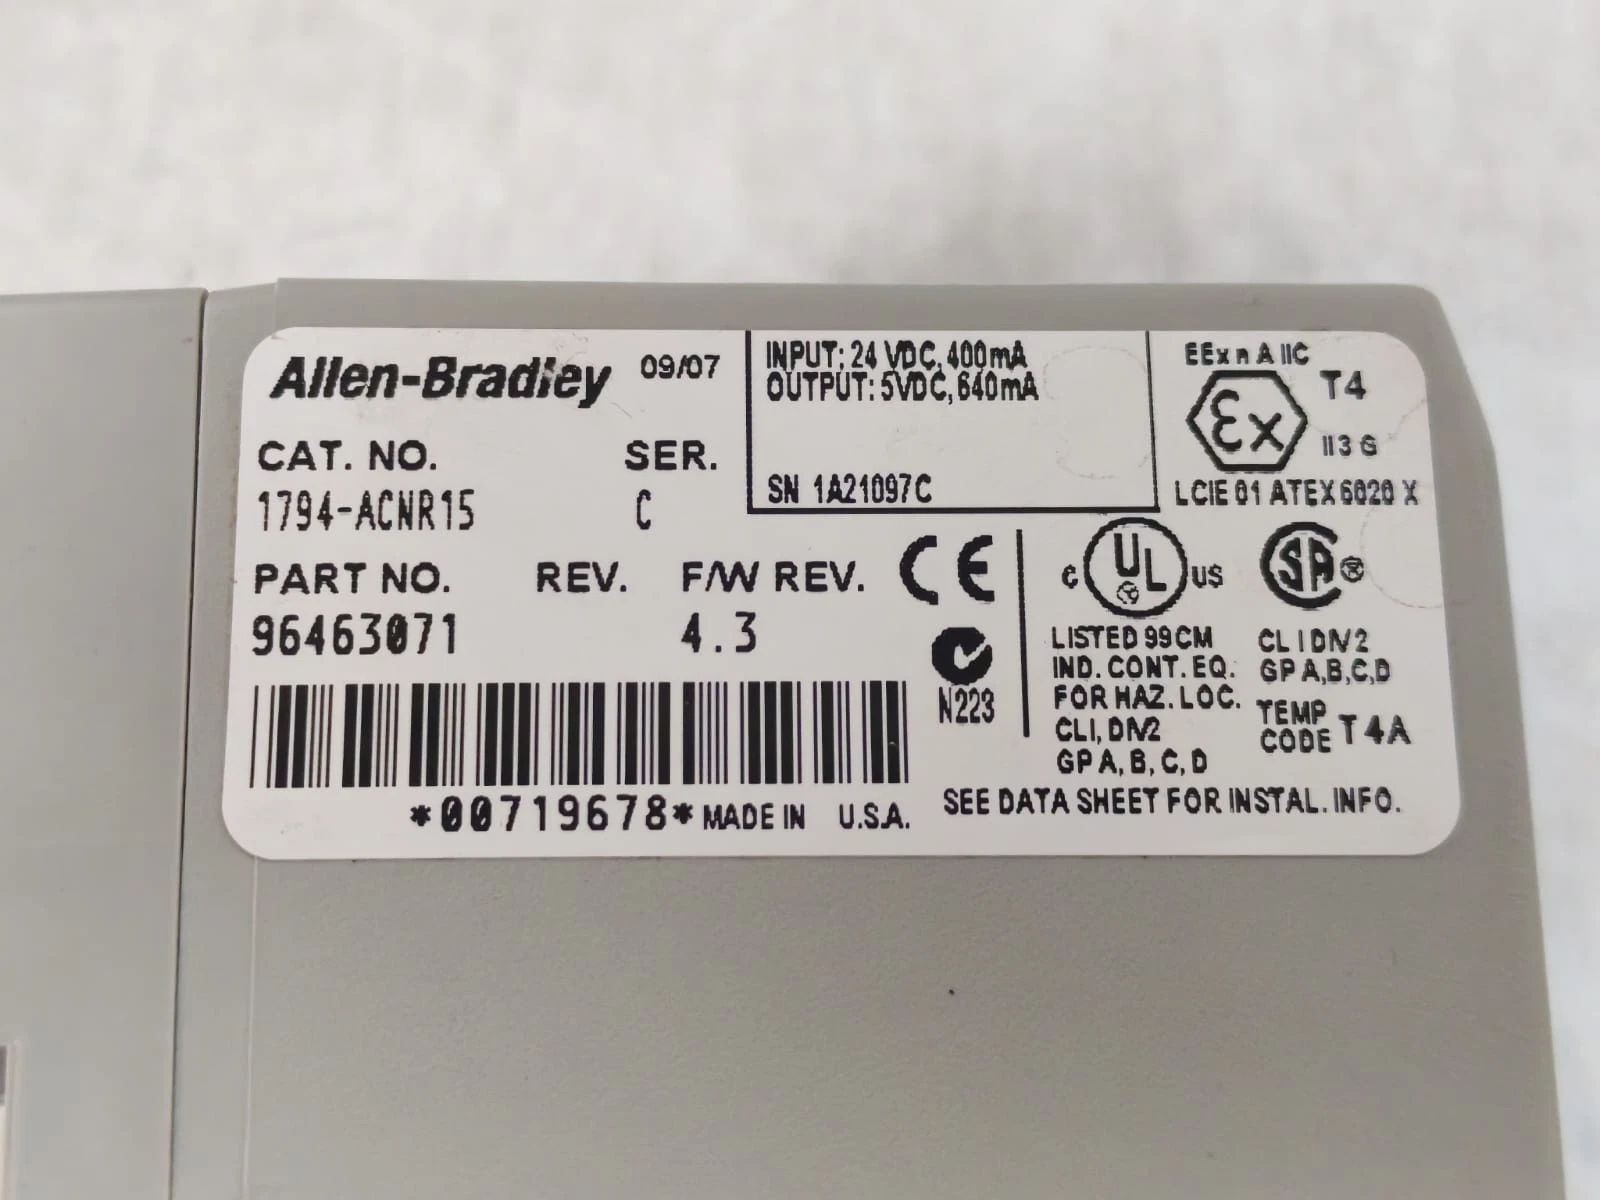 Allen-Bradley 09/07
CAT. NO. SER.
1794-ACNR15 C
PART NO. REV. F/W REV.
96463071 4.3
*00719678* MADE IN U.S.A.
INPUT: 24 VDC, 400mA
OUTPUT: 5VDC, 640mA
SN 1A21097C
EEx n A IIC
Ex T4
II 3 G
LCIE 01 ATEX 6020 X
CE
N223
c UL US
LISTED 99CM
IND. CONT. EQ.
FOR HAZ. LOC.
CL I, DIV2
GP A, B, C, D
SA ®
CL I DIV2
GP A,B,C,D
TEMP
CODE T 4A
SEE DATA SHEET FOR INSTAL. INFO.